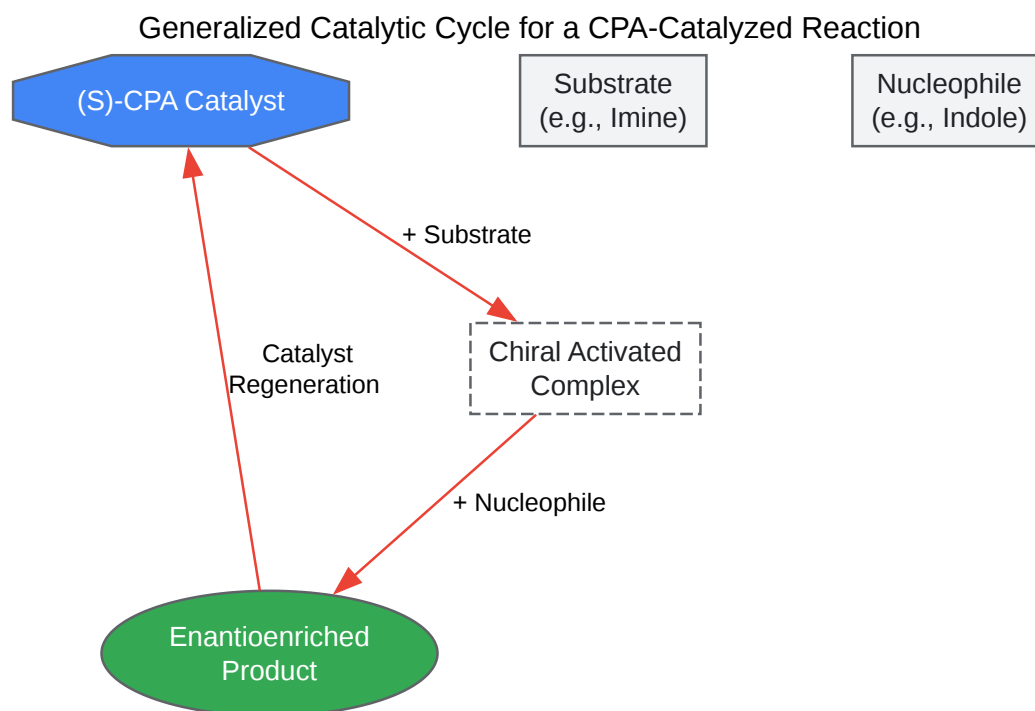 Generalized Catalytic Cycle for a CPA-Catalyzed Reaction
(S)-CPA Catalyst
Substrate
(e.g., Imine)
Nucleophile
(e.g., Indole)
+ Substrate
Catalyst
Regeneration
Chiral Activated
Complex
+ Nucleophile
Enantioenriched
Product